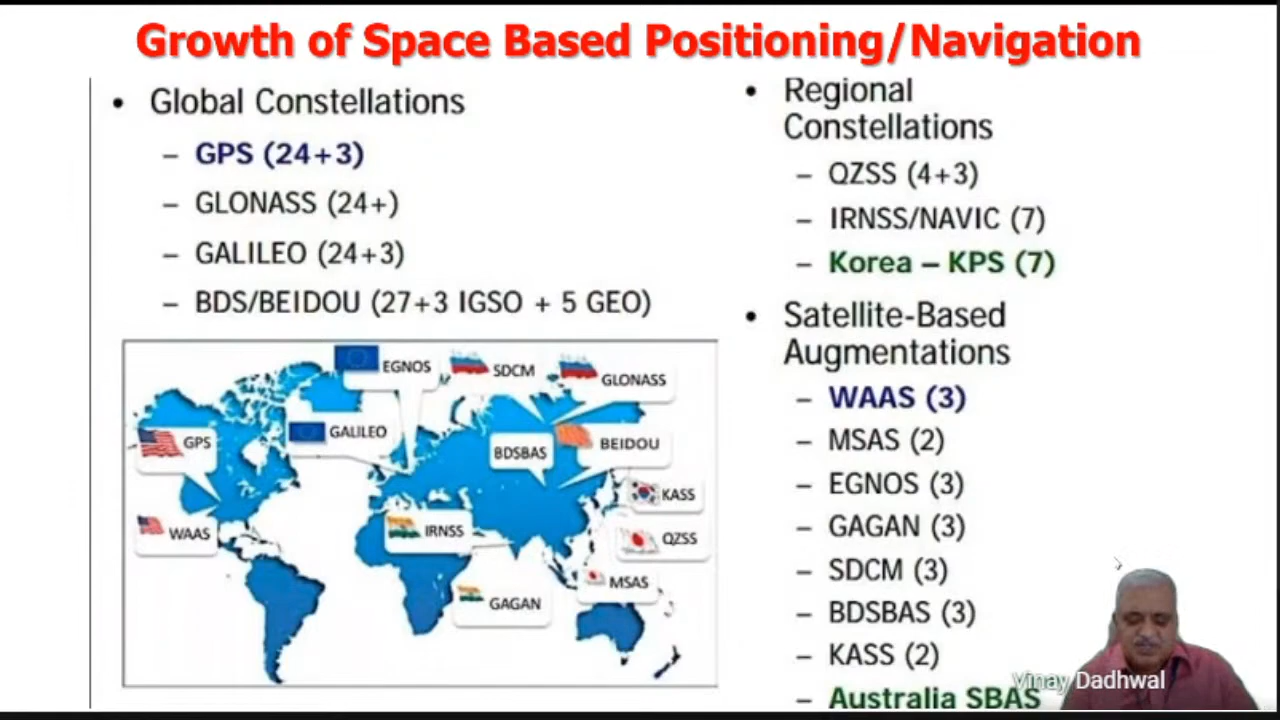 Growth of Space Based Positioning/Navigation
• Global Constellations
– GPS (24+3)
– GLONASS (24+)
– GALILEO (24+3)
– BDS/BEIDOU (27+3 IGSO + 5 GEO)
EGNOS
SDCM
GLONASS
GPS
GALILEO
BDSBAS
BEIDOU
KASS
WAAS
IRNSS
QZSS
MSAS
GAGAN
• Regional
Constellations
– QZSS (4+3)
– IRNSS/NAVIC (7)
– Korea – KPS (7)
• Satellite-Based
Augmentations
– WAAS (3)
– MSAS (2)
– EGNOS (3)
– GAGAN (3)
– SDCM (3)
– BDSBAS (3)
– KASS (2)
– Australia SBAS
Vinay Dadhwal